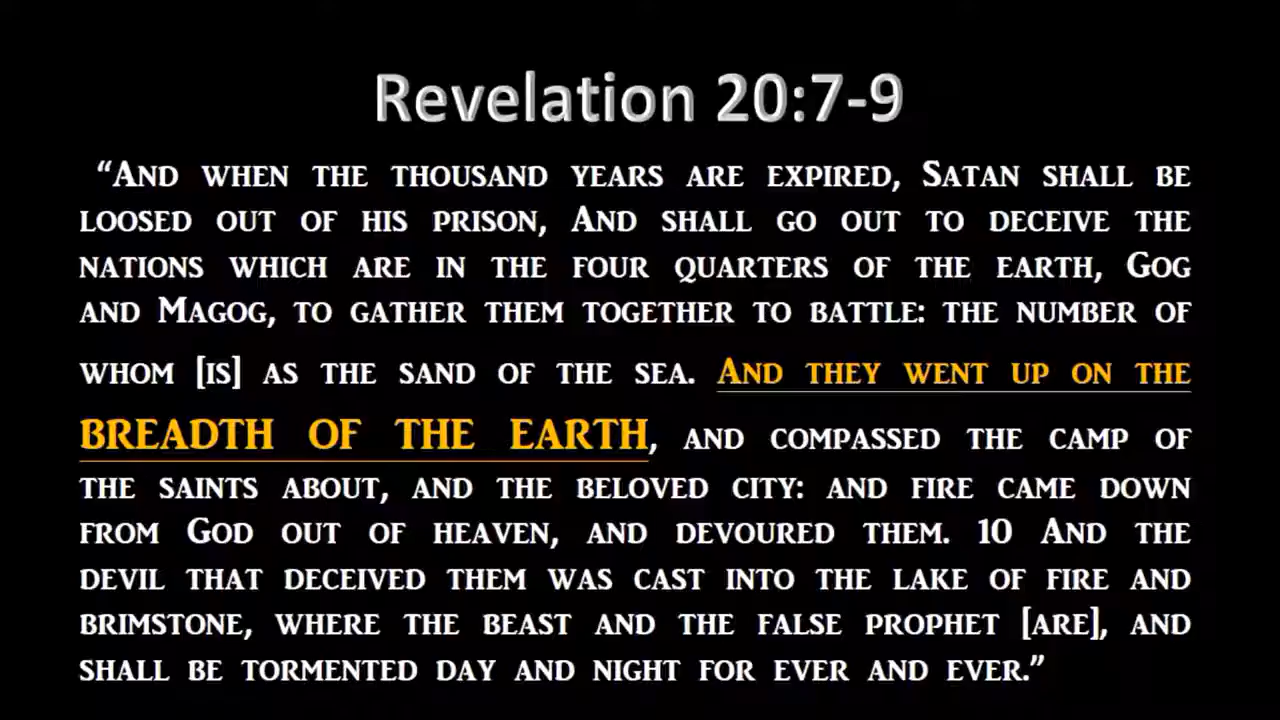 Revelation 20:7-9
“And when the thousand years are expired, Satan shall be
loosed out of his prison, And shall go out to deceive the
nations which are in the four quarters of the earth, Gog
and Magog, to gather them together to battle: the number of
whom [is] as the sand of the sea. And they went up on the
breadth of the earth, and compassed the camp of
the saints about, and the beloved city: and fire came down
from God out of heaven, and devoured them. 10 And the
devil that deceived them was cast into the lake of fire and
brimstone, where the beast and the false prophet [are], and
shall be tormented day and night for ever and ever.”